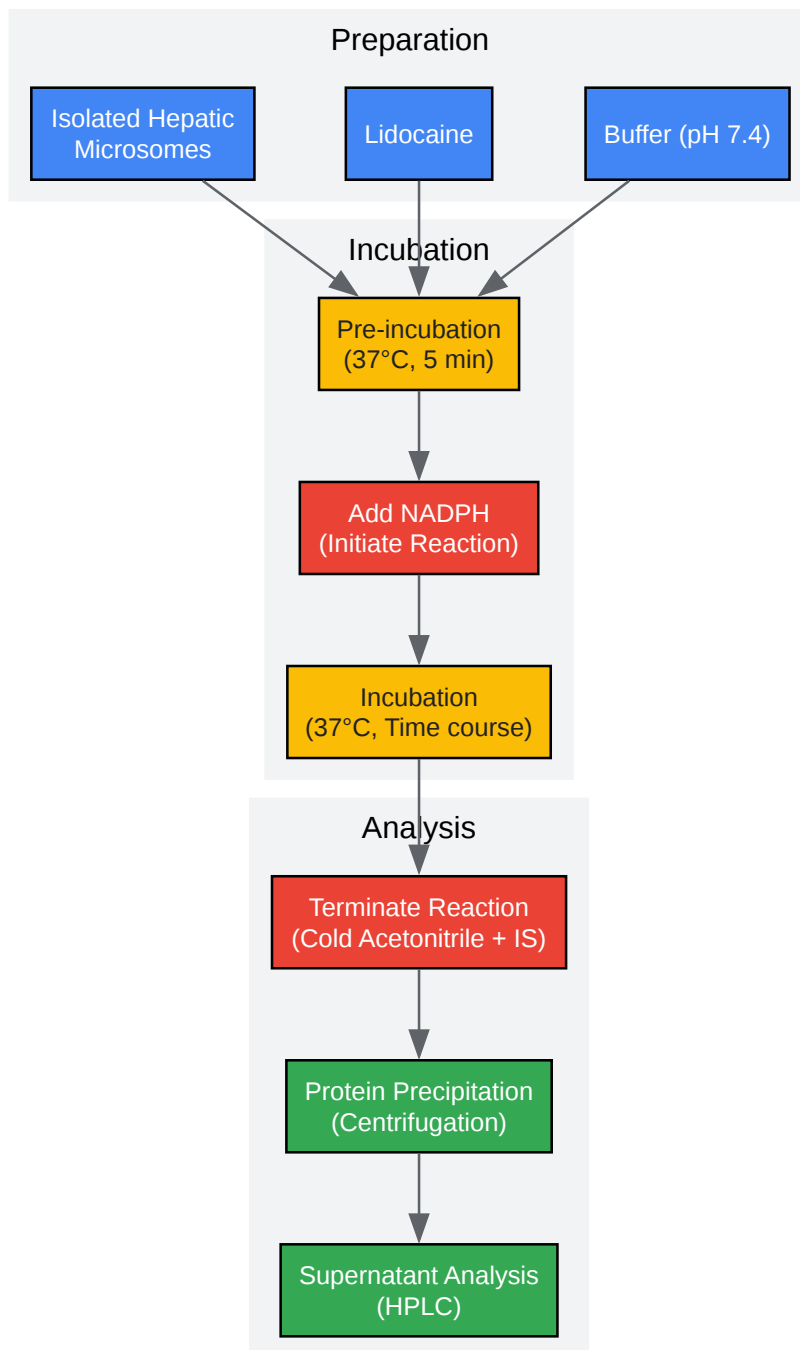 Preparation
Isolated Hepatic
Microsomes
Lidocaine
Buffer (pH 7.4)
Incubation
Pre-incubation
(37°C, 5 min)
Add NADPH
(Initiate Reaction)
Incubation
(37°C, Time course)
Analysis
Terminate Reaction
(Cold Acetonitrile + IS)
Protein Precipitation
(Centrifugation)
Supernatant Analysis
(HPLC)